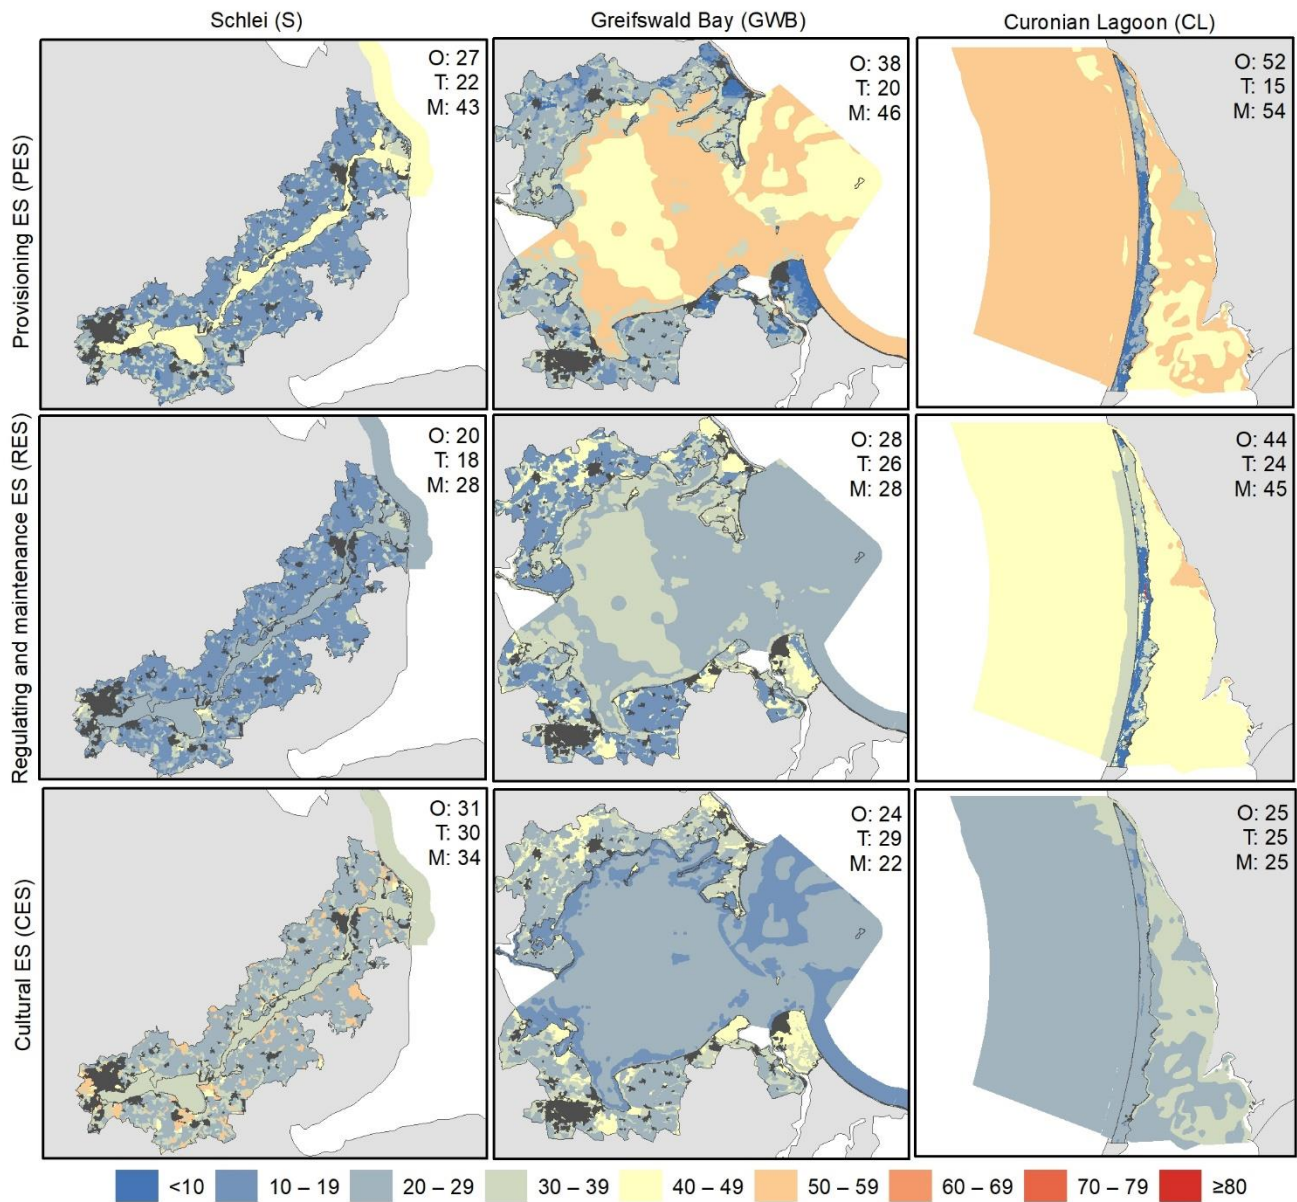 Schlei (S)
Greifswald Bay (GWB)
Curonian Lagoon (CL)
Provisioning ES (PES)
O: 27
T: 22
M: 43
O: 38
T: 20
M: 46
O: 52
T: 15
M: 54
Regulating and maintenance ES (RES)
O: 20
T: 18
M: 28
O: 28
T: 26
M: 28
O: 44
T: 24
M: 45
Cultural ES (CES)
O: 31
T: 30
M: 34
O: 24
T: 29
M: 22
O: 25
T: 25
M: 25
<10
10 – 19
20 – 29
30 – 39
40 – 49
50 – 59
60 – 69
70 – 79
≥80